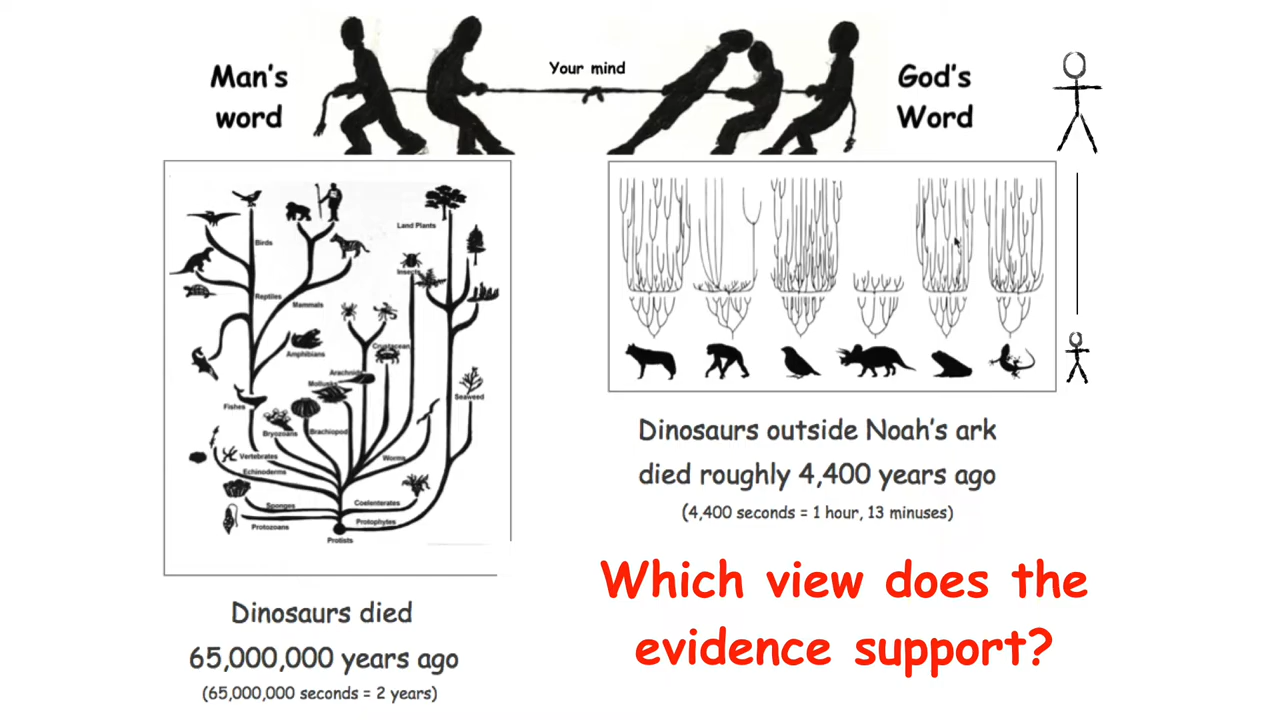 Man's
word
Your mind
God's
Word
Birds
Land Plants
Insects
Reptiles
Mammals
Amphibians
Crustacean
Arachnids
Mollusks
Seaweed
Fishes
Bryozoans
Brachiopod
Vertebrates
Worms
Echinoderms
Sponges
Coelenterates
Protozoans
Protophytes
Protists
Dinosaurs died
65,000,000 years ago
(65,000,000 seconds = 2 years)
Dinosaurs outside Noah's ark
died roughly 4,400 years ago
(4,400 seconds = 1 hour, 13 minuses)
Which view does the
evidence support?